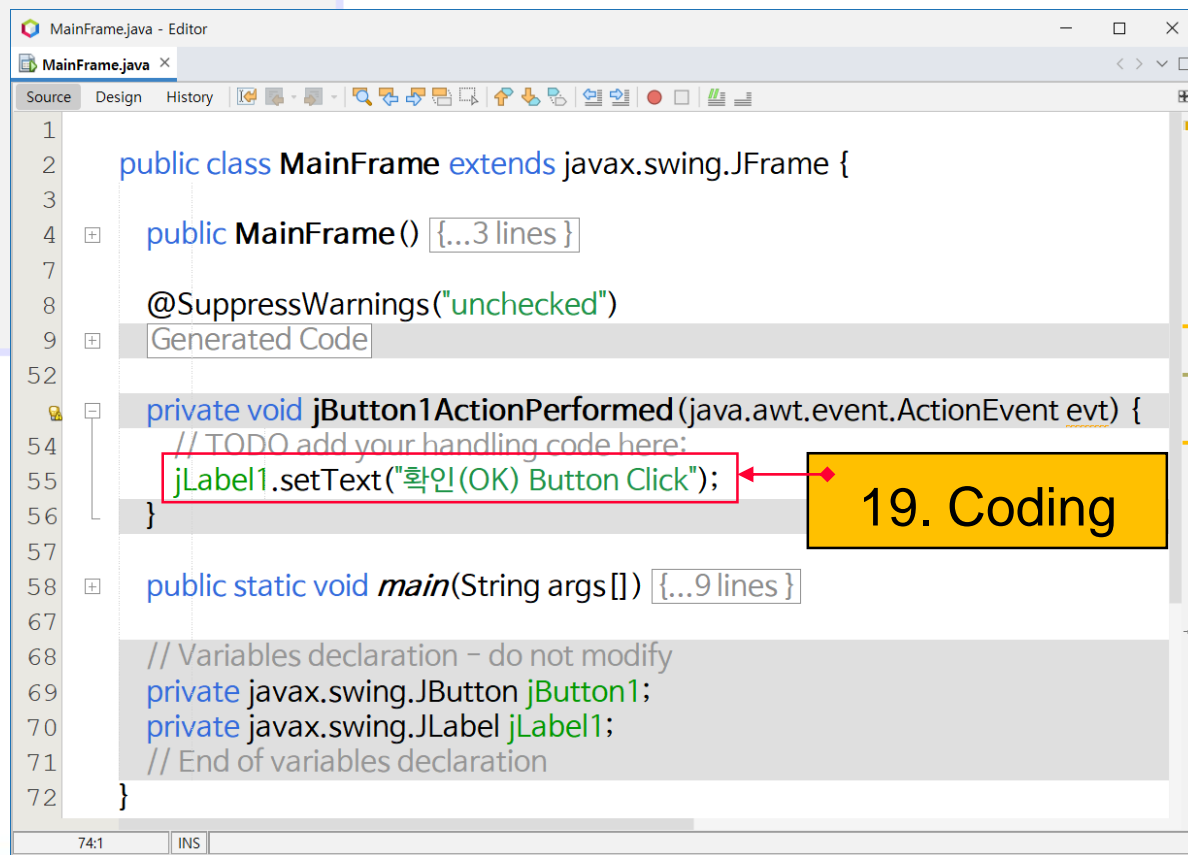 MainFrame.java - Editor
MainFrame.java
Source Design History
1
2 public class MainFrame extends javax.swing.JFrame {
3
4 public MainFrame() {...3 lines }
7
8 @SuppressWarnings("unchecked")
9 Generated Code
52
private void jButton1ActionPerformed(java.awt.event.ActionEvent evt) {
54 // TODO add your handling code here:
55 jLabel1.setText("확인(OK) Button Click");
19. Coding
56 }
57
58 public static void main(String args[]) {...9 lines }
67
68 // Variables declaration - do not modify
69 private javax.swing.JButton jButton1;
70 private javax.swing.JLabel jLabel1;
71 // End of variables declaration
72 }
74:1 INS